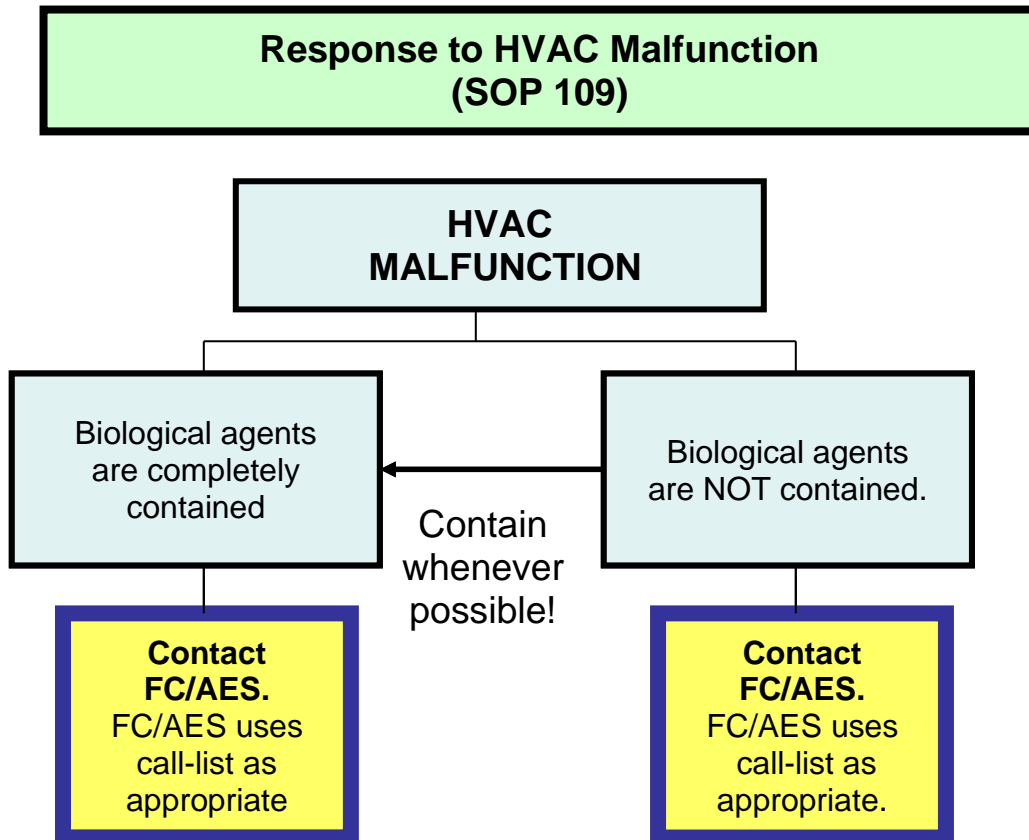 Response to HVAC Malfunction
(SOP 109)
HVAC
MALFUNCTION
Biological agents
are completely
contained
Biological agents
are NOT contained.
Contain
whenever
possible!
Contact
FC/AES.
FC/AES uses
call-list as
appropriate
Contact
FC/AES.
FC/AES uses
call-list as
appropriate.